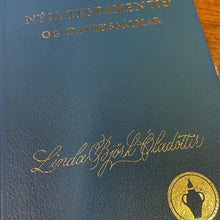 NÝJA TESTAMENTIÐ
OG DAVÍÐSSÁLMAR
Linda Björk Óladóttir